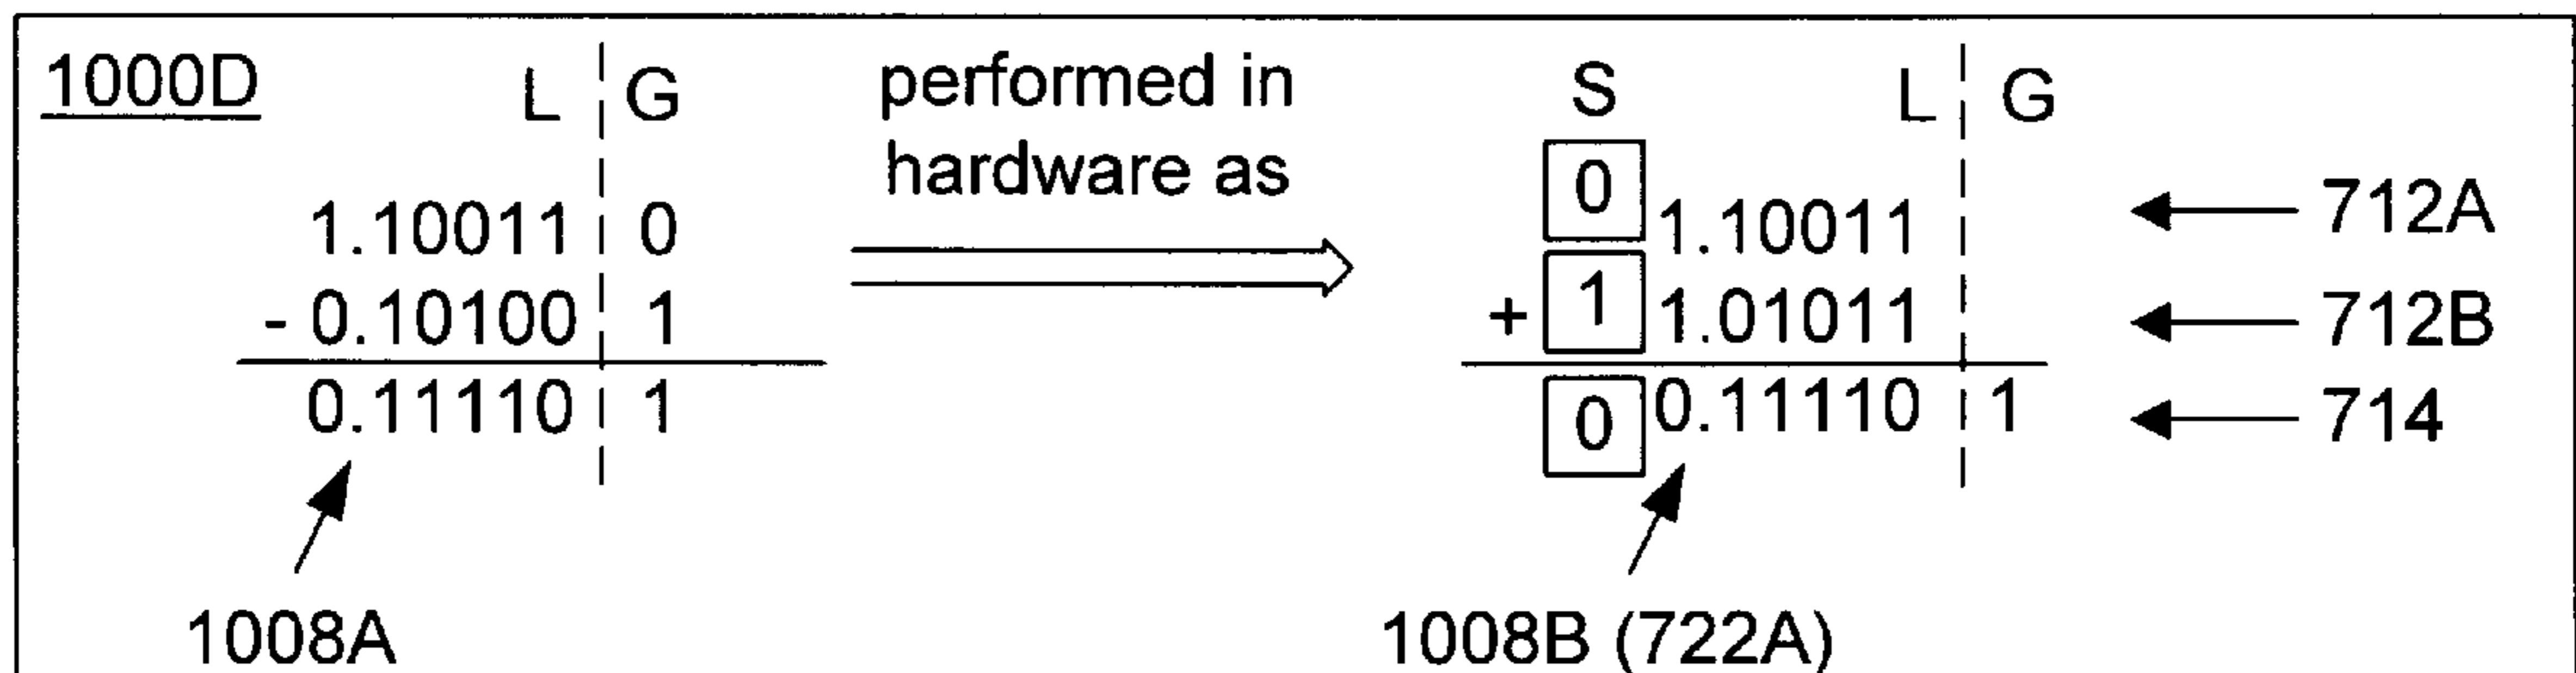 1000D L G performed in S L G
hardware as 0
1.10011 0 1.10011 712A
- 0.10100 1 + 1 1.01011 712B
0.11110 1 0 0.11110 1 714
1008A 1008B (722A)